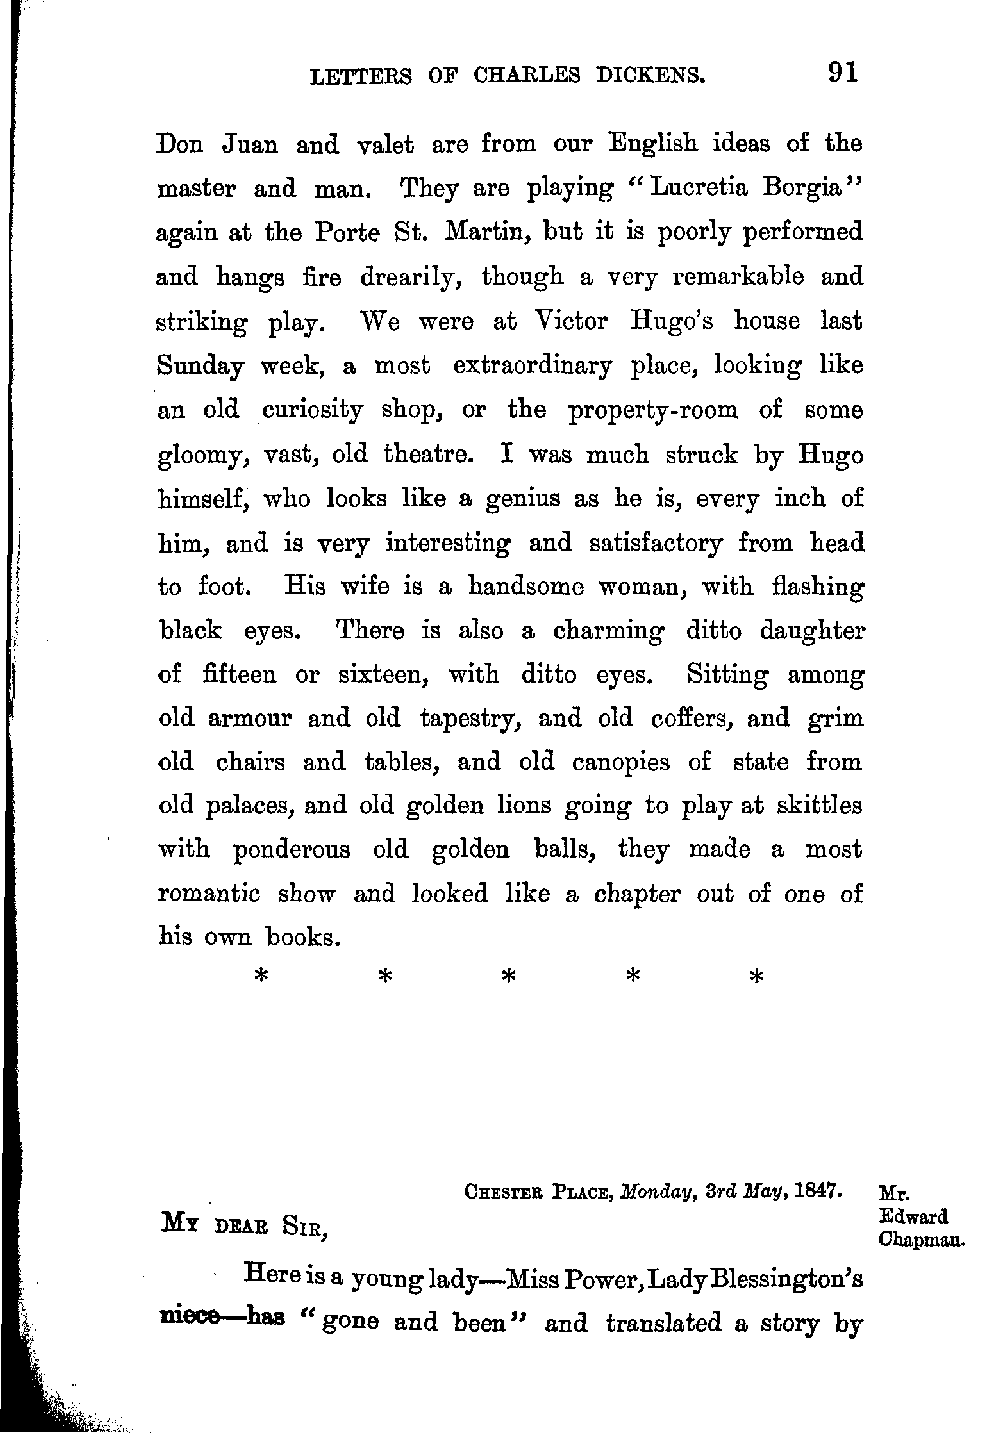 LETTERS OF CHARLES DICKENS. 91
Don Juan and valet are from our English ideas of the
master and man. They are playing “Lucretia Borgia”
again at the Porte St. Martin, but it is poorly performed
and hangs fire drearily, though a very remarkable and
striking play. We were at Victor Hugo’s house last
Sunday week, a most extraordinary place, looking like
an old curiosity shop, or the property-room of some
gloomy, vast, old theatre. I was much struck by Hugo
himself, who looks like a genius as he is, every inch of
him, and is very interesting and satisfactory from head
to foot. His wife is a handsome woman, with flashing
black eyes. There is also a charming ditto daughter
of fifteen or sixteen, with ditto eyes. Sitting among
old armour and old tapestry, and old coffers, and grim
old chairs and tables, and old canopies of state from
old palaces, and old golden lions going to play at skittles
with ponderous old golden balls, they made a most
romantic show and looked like a chapter out of one of
his own books.
* * * * *
CHESTER PLACE, Monday, 3rd May, 1847.
Mr.
Edward
Chapman.
MY DEAR SIR,
Here is a young lady—Miss Power, Lady Blessington’s
niece—has “gone and been” and translated a story by